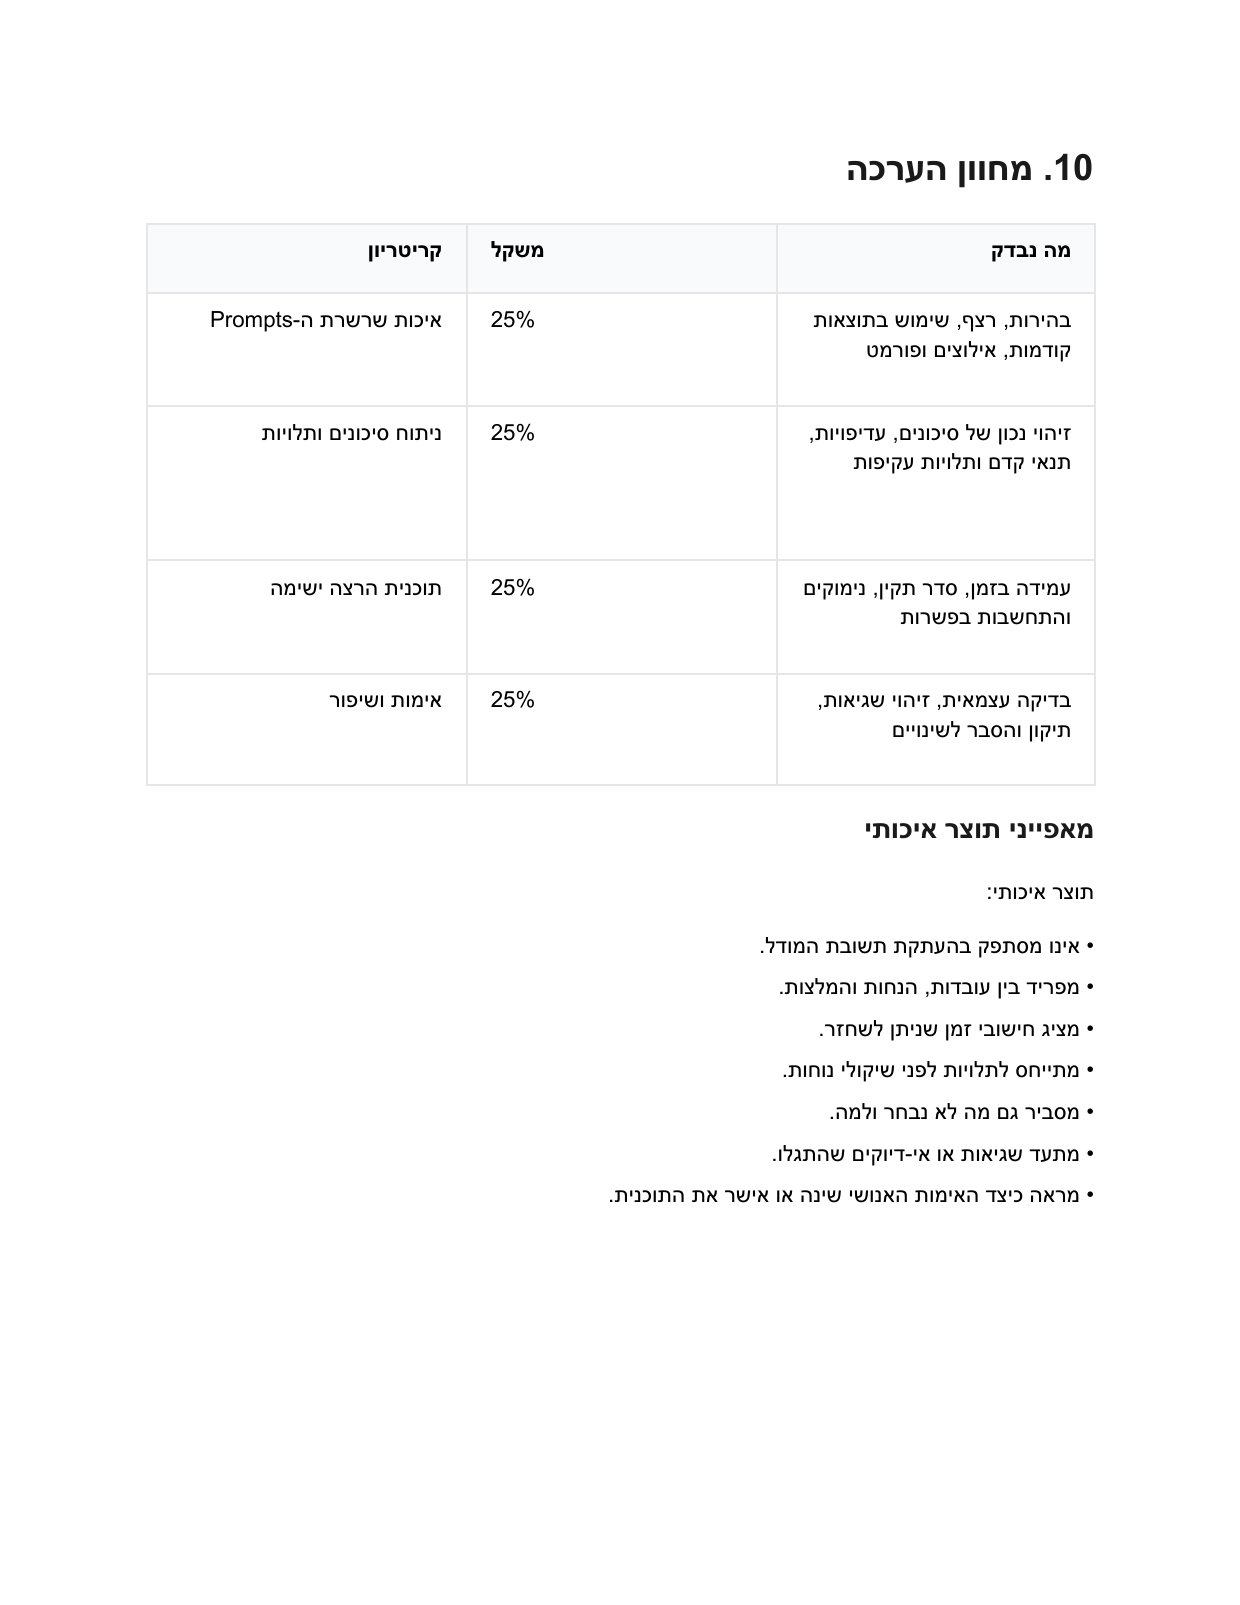 10. מחוון הערכה
מה נבדק משקל קריטריון
בהירות, רצף, שימוש בתוצאות 25% איכות שרשרת ה-Prompts
קודמות, אילוצים ופורמט
זיהוי נכון של סיכונים, עדיפויות, 25% ניתוח סיכונים ותלויות
תנאי קדם ותלויות עקיפות
עמידה בזמן, סדר תקין, נימוקים 25% תוכנית הרצה ישימה
והתחשבות בפשרות
בדיקה עצמאית, זיהוי שגיאות, 25% אימות ושיפור
תיקון והסבר לשינויים
מאפייני תוצר איכותי
תוצר איכותי:
• אינו מסתפק בהעתקת תשובת המודל.
• מפריד בין עובדות, הנחות והמלצות.
• מציג חישובי זמן שניתן לשחזר.
• מתייחס לתלויות לפני שיקולי נוחות.
• מסביר גם מה לא נבחר ולמה.
• מתעד שגיאות או אי-דיוקים שהתגלו.
• מראה כיצד האימות האנושי שינה או אישר את התוכנית.